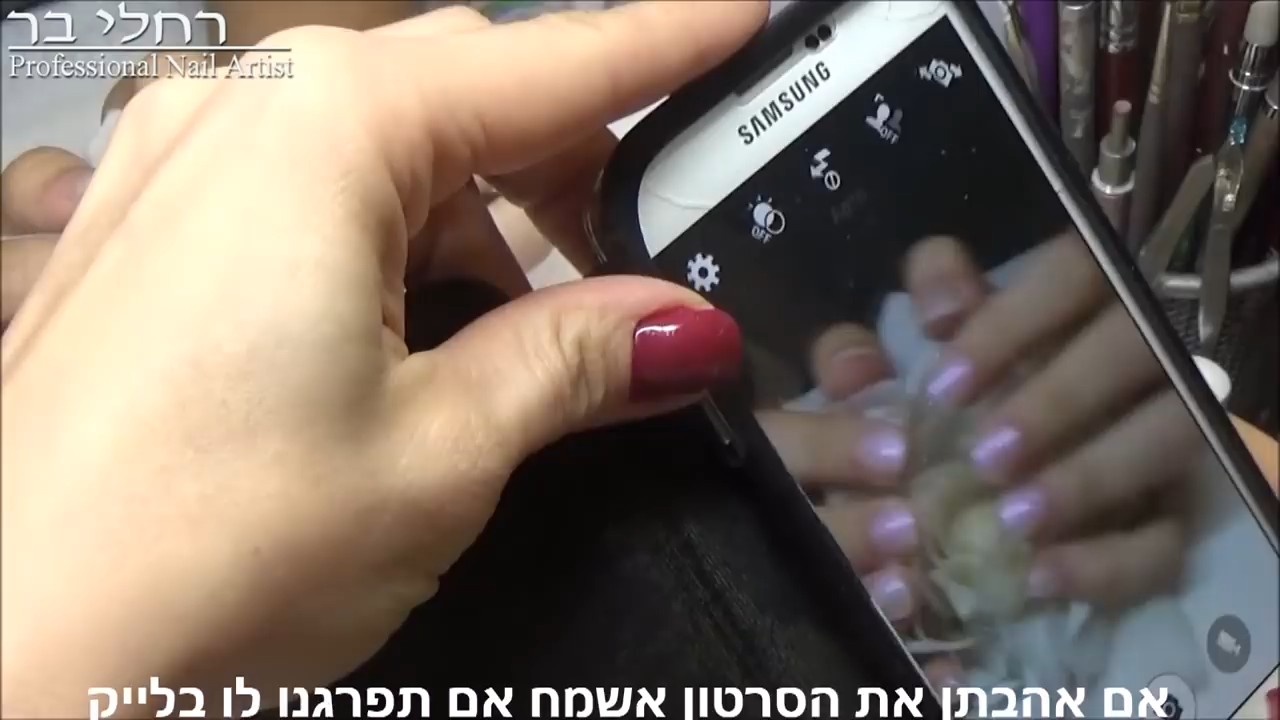 רחלי בר
Professional Nail Artist
SAMSUNG
OFF
OFF
אם אהבתן את הסרטון אשמח אם תפרגנו לו בלייק